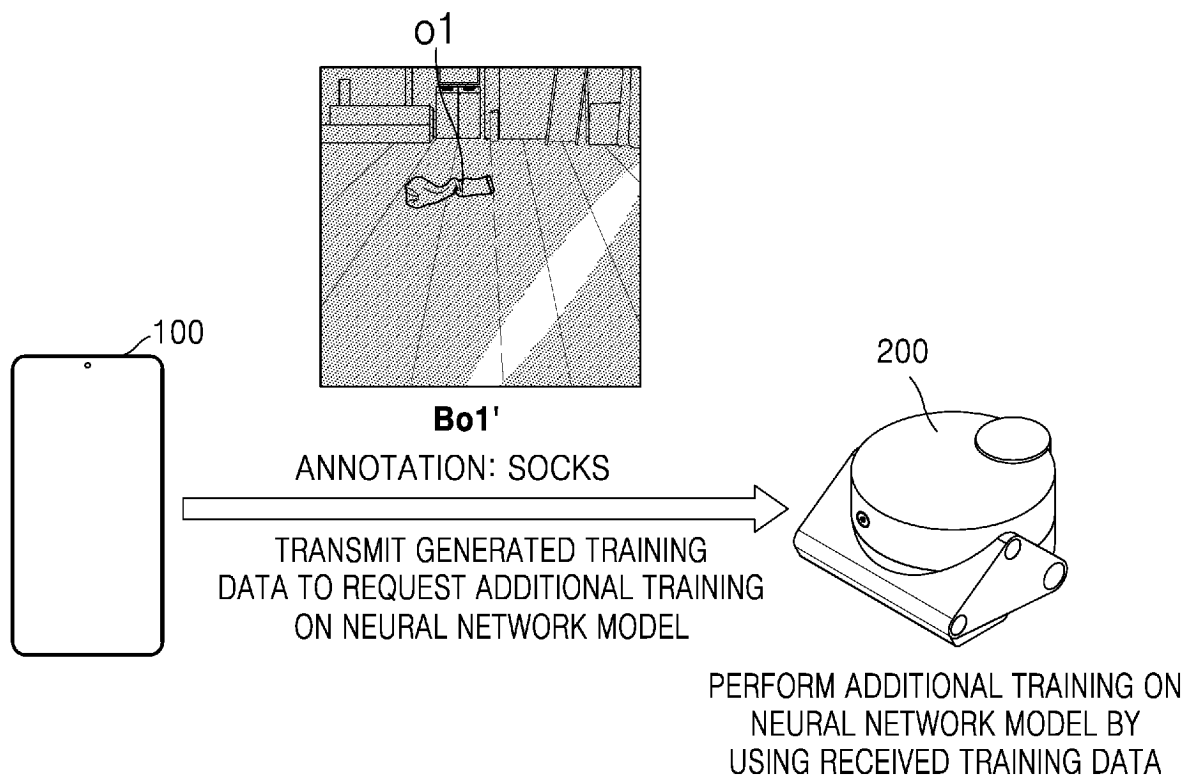 o1
100
Bo1'
ANNOTATION: SOCKS
TRANSMIT GENERATED TRAINING
DATA TO REQUEST ADDITIONAL TRAINING
ON NEURAL NETWORK MODEL
200
PERFORM ADDITIONAL TRAINING ON
NEURAL NETWORK MODEL BY
USING RECEIVED TRAINING DATA